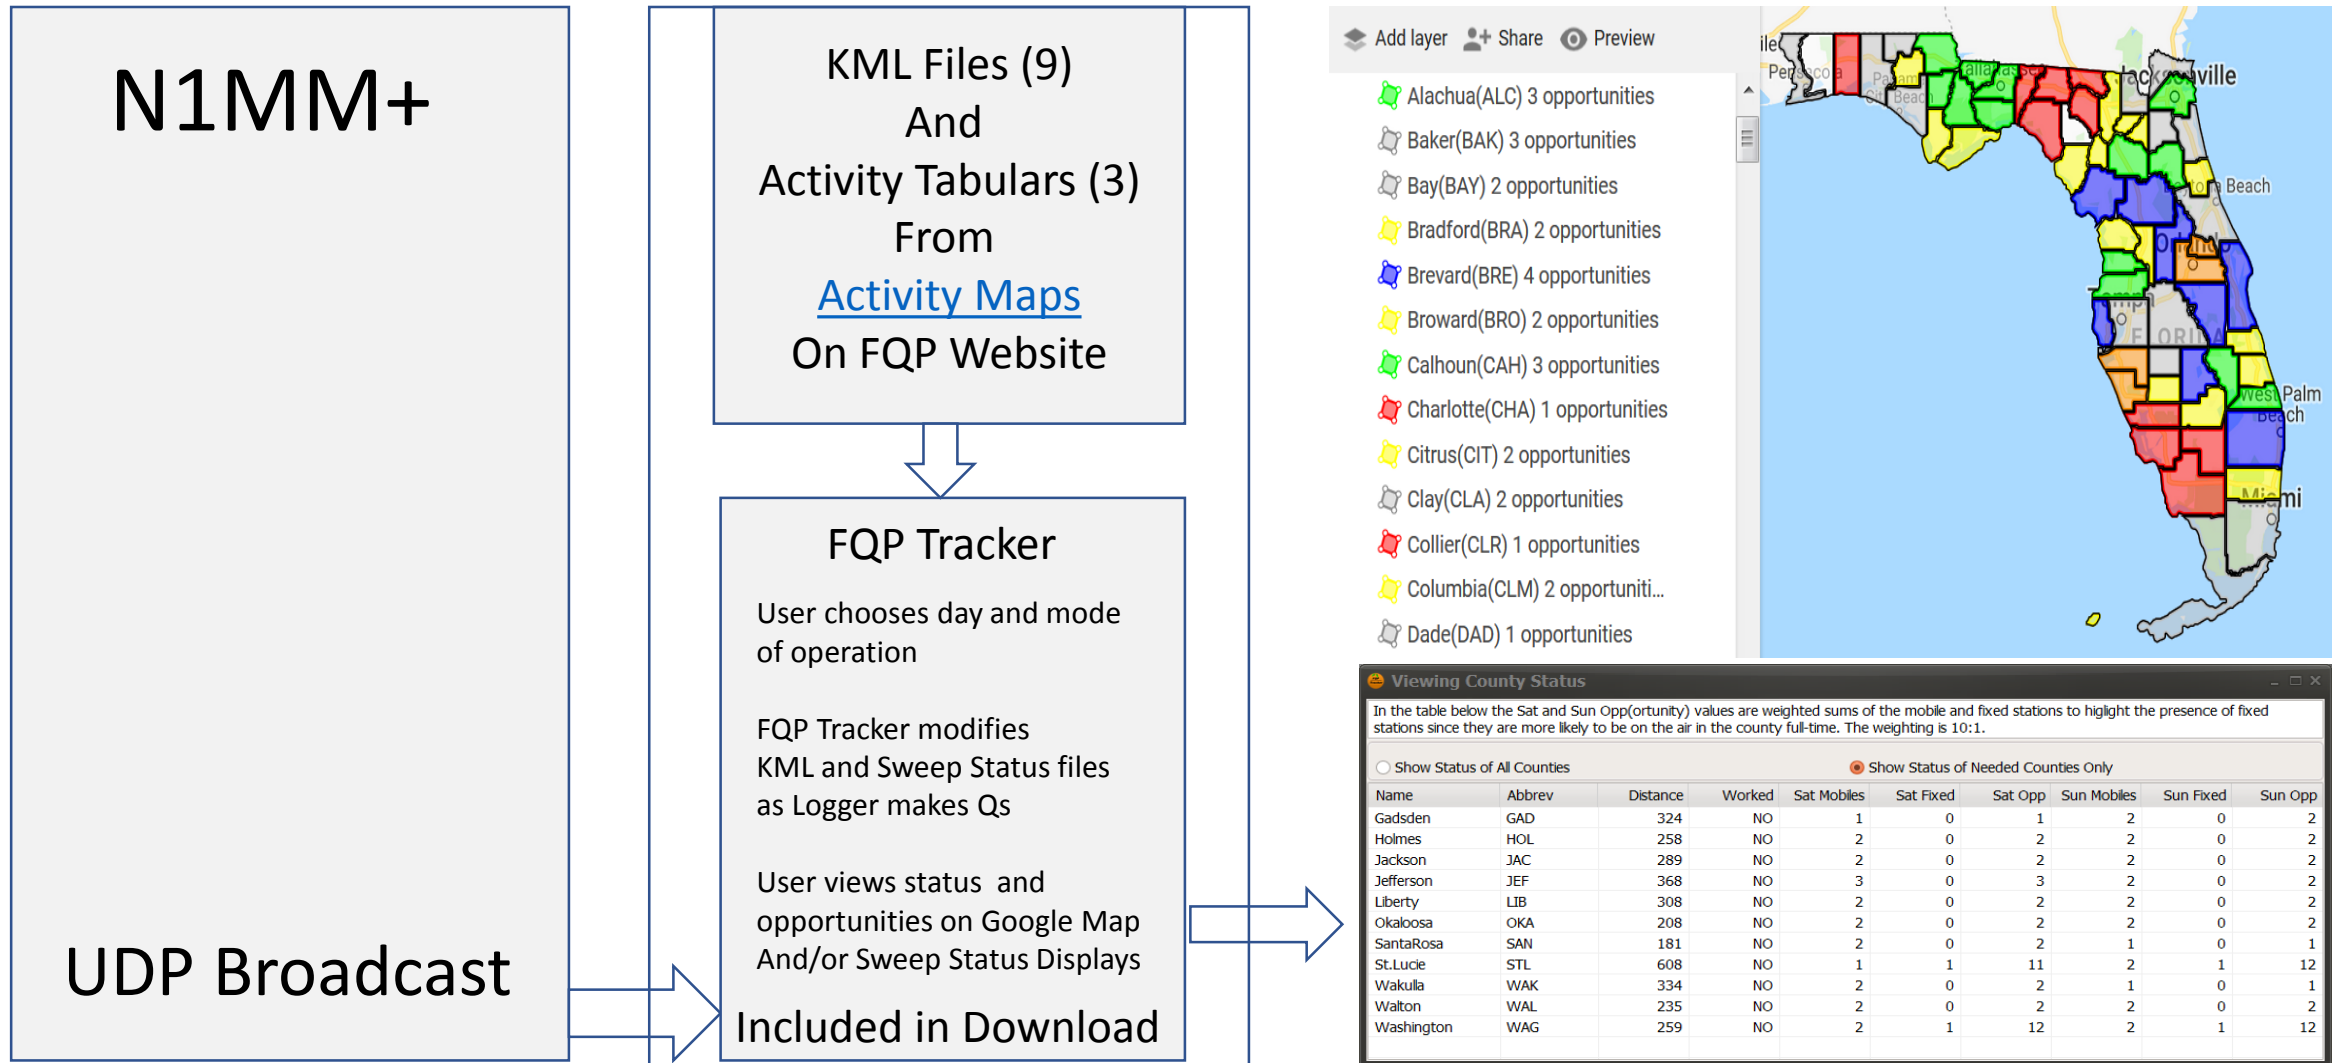 N1MM+
UDP Broadcast
KML Files (9)
And
Activity Tabulars (3)
From
Activity Maps
On FQP Website
FQP Tracker
User chooses day and mode
of operation
FQP Tracker modifies
KML and Sweep Status files
as Logger makes Qs
User views status and
opportunities on Google Map
And/or Sweep Status Displays
Included in Download
Add layer Share Preview
Alachua(ALC) 3 opportunities
Baker(BAK) 3 opportunities
Bay(BAY) 2 opportunities
Bradford(BRA) 2 opportunities
Brevard(BRE) 4 opportunities
Broward(BRO) 2 opportunities
Calhoun(CAH) 3 opportunities
Charlotte(CHA) 1 opportunities
Citrus(CIT) 2 opportunities
Clay(CLA) 2 opportunities
Collier(CLR) 1 opportunities
Columbia(CLM) 2 opportuniti...
Dade(DAD) 1 opportunities
Pensacola
Panama
City Beach
Tallahassee
Jacksonville
Daytona Beach
Orlando
Tampa
FLORIDA
West Palm
Beach
Miami
Viewing County Status
In the table below the Sat and Sun Opp(ortunity) values are weighted sums of the mobile and fixed stations to higlight the presence of fixed
stations since they are more likely to be on the air in the county full-time. The weighting is 10:1.
Show Status of All Counties Show Status of Needed Counties Only
Name Abbrev Distance Worked Sat Mobiles Sat Fixed Sat Opp Sun Mobiles Sun Fixed Sun Opp
Gadsden GAD 324 NO 1 0 1 2 0 2
Holmes HOL 258 NO 2 0 2 2 0 2
Jackson JAC 289 NO 2 0 2 2 0 2
Jefferson JEF 368 NO 3 0 3 2 0 2
Liberty LIB 308 NO 2 0 2 2 0 2
Okaloosa OKA 208 NO 2 0 2 2 0 2
SantaRosa SAN 181 NO 2 0 2 1 0 1
St.Lucie STL 608 NO 1 1 11 2 1 12
Wakulla WAK 334 NO 2 0 2 1 0 1
Walton WAL 235 NO 2 0 2 2 0 2
Washington WAG 259 NO 2 1 12 2 1 12